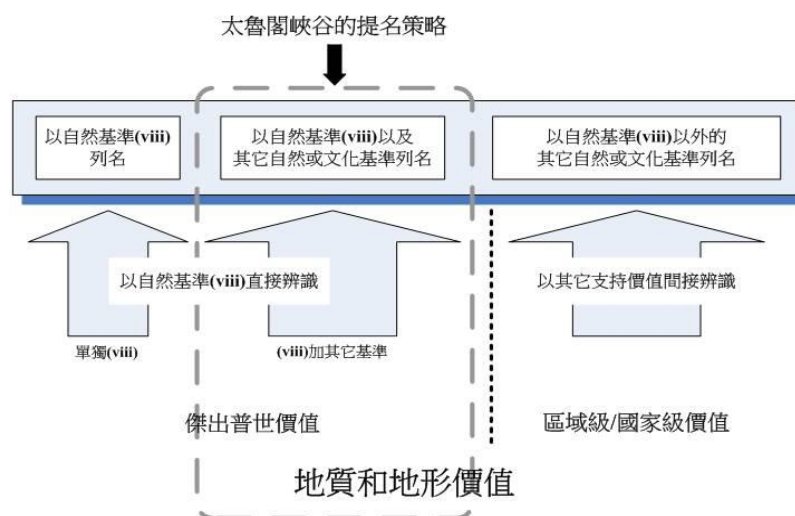 太魯閣峽谷的提名策略
以自然基準(viii)
列名
以自然基準(viii)以及
其它自然或文化基準列名
以自然基準(viii)以外的
其它自然或文化基準列名
以自然基準(viii)直接辨識
以其它支持價值間接辨識
單獨(viii)
(viii)加其它基準
傑出普世價值
區域級/國家級價值
地質和地形價值